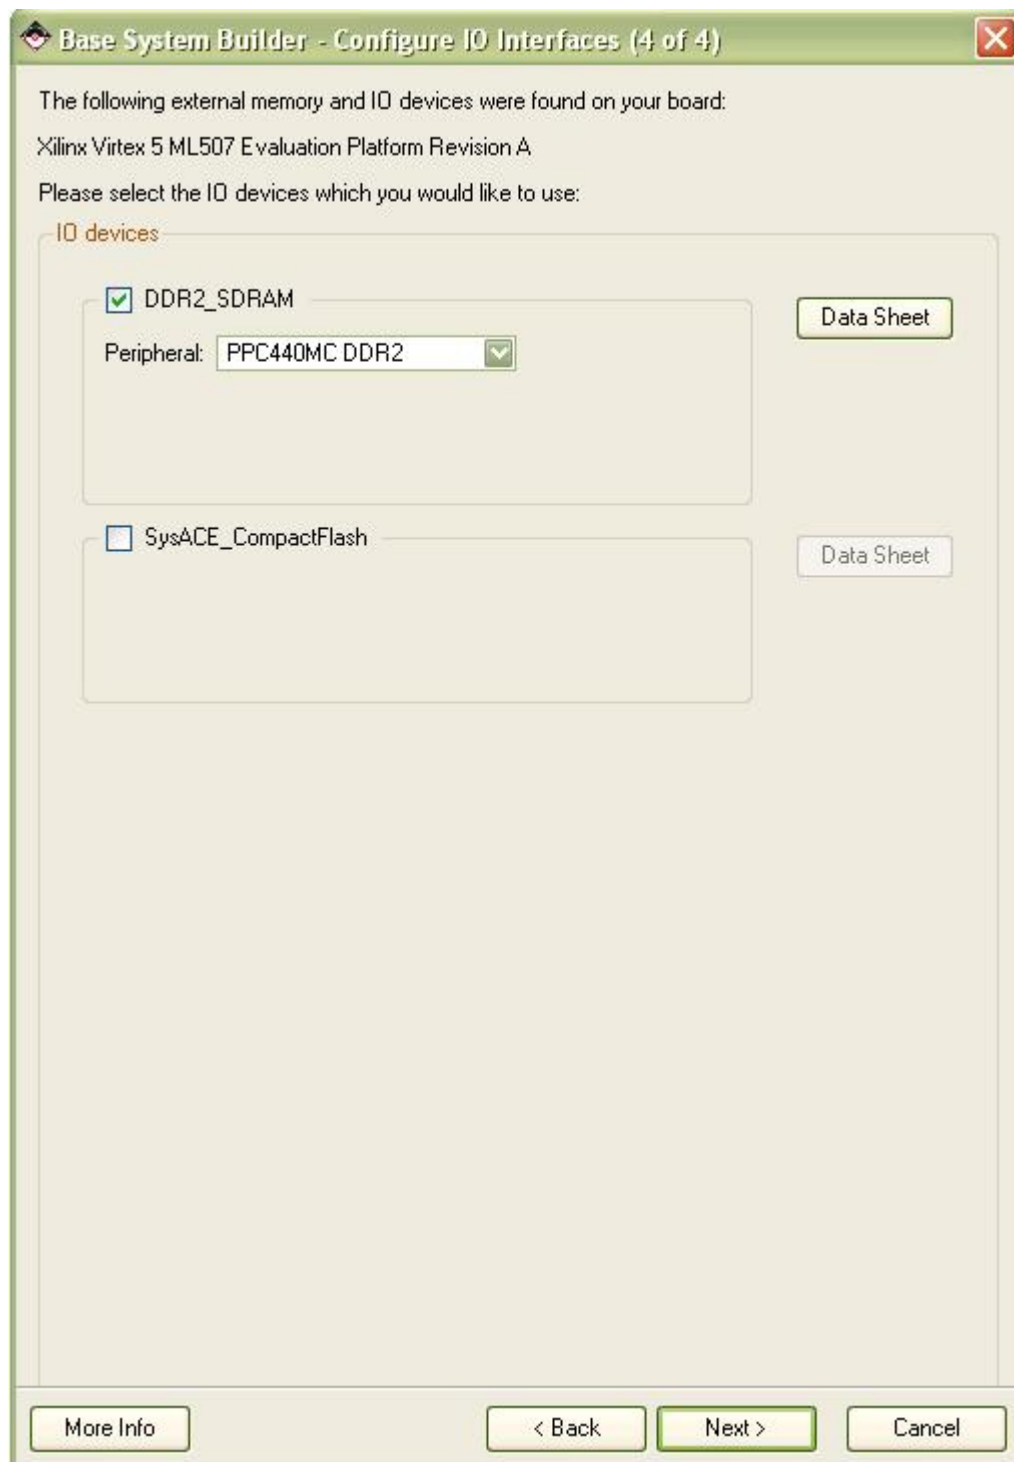 Base System Builder - Configure IO Interfaces (4 of 4)
The following external memory and IO devices were found on your board:
Xilinx Virtex 5 ML507 Evaluation Platform Revision A
Please select the IO devices which you would like to use:
IO devices
DDR2_SDRAM
Data Sheet
Peripheral: PPC440MC DDR2
SysACE_CompactFlash
Data Sheet
More Info < Back Next > Cancel